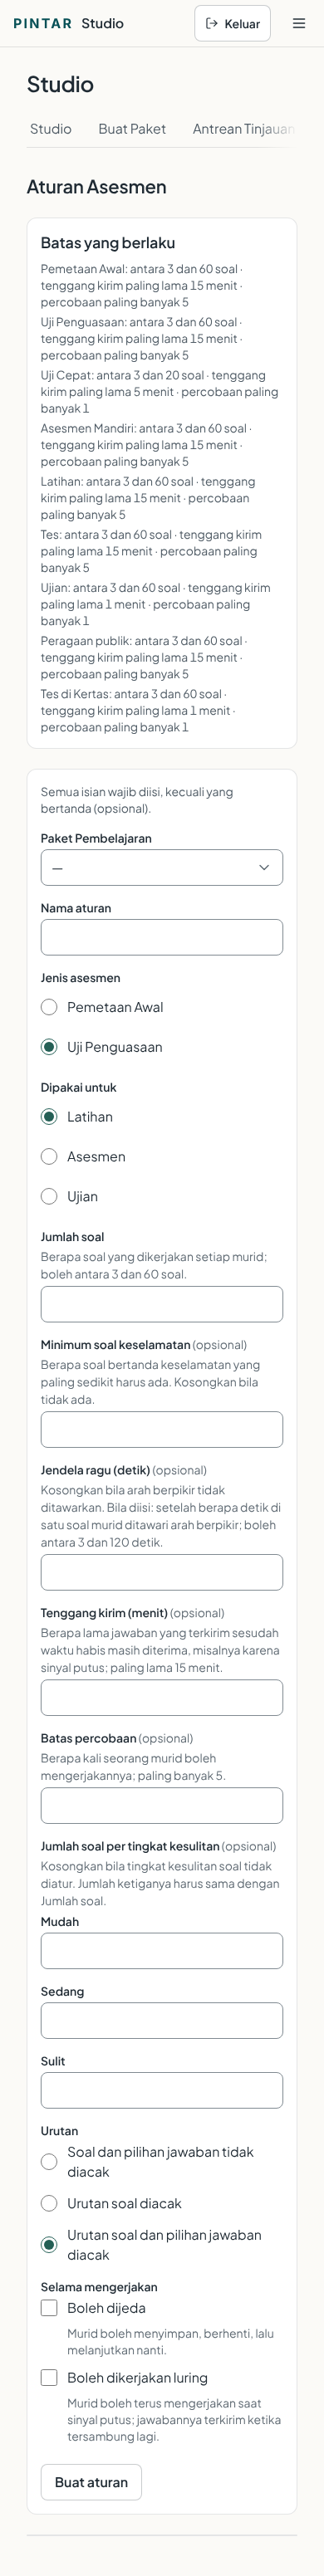 PINTAR Studio Keluar
Studio
Studio Buat Paket Antrean Tinjauan
Aturan Asesmen
Batas yang berlaku
Pemetaan Awal: antara 3 dan 60 soal ·
tenggang kirim paling lama 15 menit ·
percobaan paling banyak 5
Uji Penguasaan: antara 3 dan 60 soal ·
tenggang kirim paling lama 15 menit ·
percobaan paling banyak 5
Uji Cepat: antara 3 dan 20 soal · tenggang
kirim paling lama 5 menit · percobaan paling
banyak 1
Asesmen Mandiri: antara 3 dan 60 soal ·
tenggang kirim paling lama 15 menit ·
percobaan paling banyak 5
Latihan: antara 3 dan 60 soal · tenggang
kirim paling lama 15 menit · percobaan
paling banyak 5
Tes: antara 3 dan 60 soal · tenggang kirim
paling lama 15 menit · percobaan paling
banyak 5
Ujian: antara 3 dan 60 soal · tenggang kirim
paling lama 1 menit · percobaan paling
banyak 1
Peragaan publik: antara 3 dan 60 soal ·
tenggang kirim paling lama 15 menit ·
percobaan paling banyak 5
Tes di Kertas: antara 3 dan 60 soal ·
tenggang kirim paling lama 1 menit ·
percobaan paling banyak 1
Semua isian wajib diisi, kecuali yang
bertanda (opsional).
Paket Pembelajaran
—
Nama aturan
Jenis asesmen
Pemetaan Awal
Uji Penguasaan
Dipakai untuk
Latihan
Asesmen
Ujian
Jumlah soal
Berapa soal yang dikerjakan setiap murid;
boleh antara 3 dan 60 soal.
Minimum soal keselamatan (opsional)
Berapa soal bertanda keselamatan yang
paling sedikit harus ada. Kosongkan bila
tidak ada.
Jendela ragu (detik) (opsional)
Kosongkan bila arah berpikir tidak
ditawarkan. Bila diisi: setelah berapa detik di
satu soal murid ditawari arah berpikir; boleh
antara 3 dan 120 detik.
Tenggang kirim (menit) (opsional)
Berapa lama jawaban yang terkirim sesudah
waktu habis masih diterima, misalnya karena
sinyal putus; paling lama 15 menit.
Batas percobaan (opsional)
Berapa kali seorang murid boleh
mengerjakannya; paling banyak 5.
Jumlah soal per tingkat kesulitan (opsional)
Kosongkan bila tingkat kesulitan soal tidak
diatur. Jumlah ketiganya harus sama dengan
Jumlah soal.
Mudah
Sedang
Sulit
Urutan
Soal dan pilihan jawaban tidak
diacak
Urutan soal diacak
Urutan soal dan pilihan jawaban
diacak
Selama mengerjakan
Boleh dijeda
Murid boleh menyimpan, berhenti, lalu
melanjutkan nanti.
Boleh dikerjakan luring
Murid boleh terus mengerjakan saat
sinyal putus; jawabannya terkirim ketika
tersambung lagi.
Buat aturan